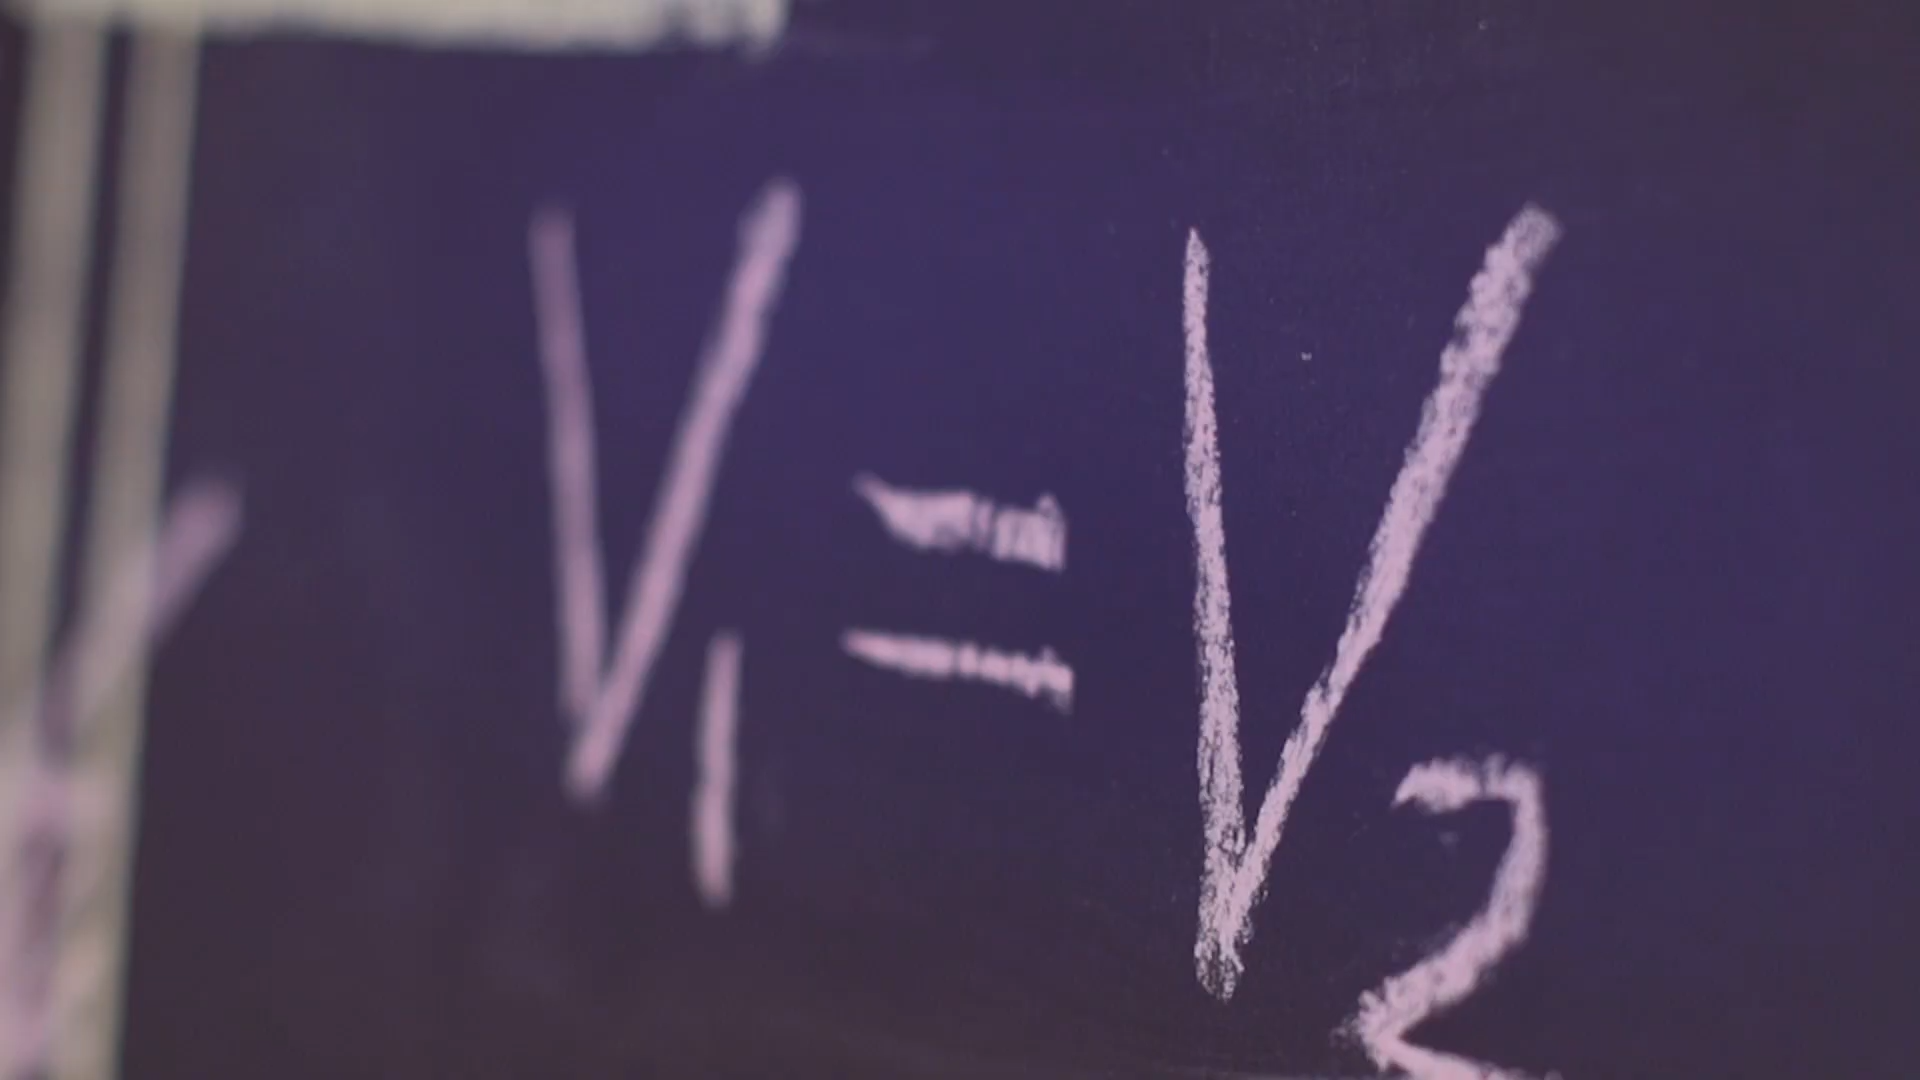 V₁ = V₂